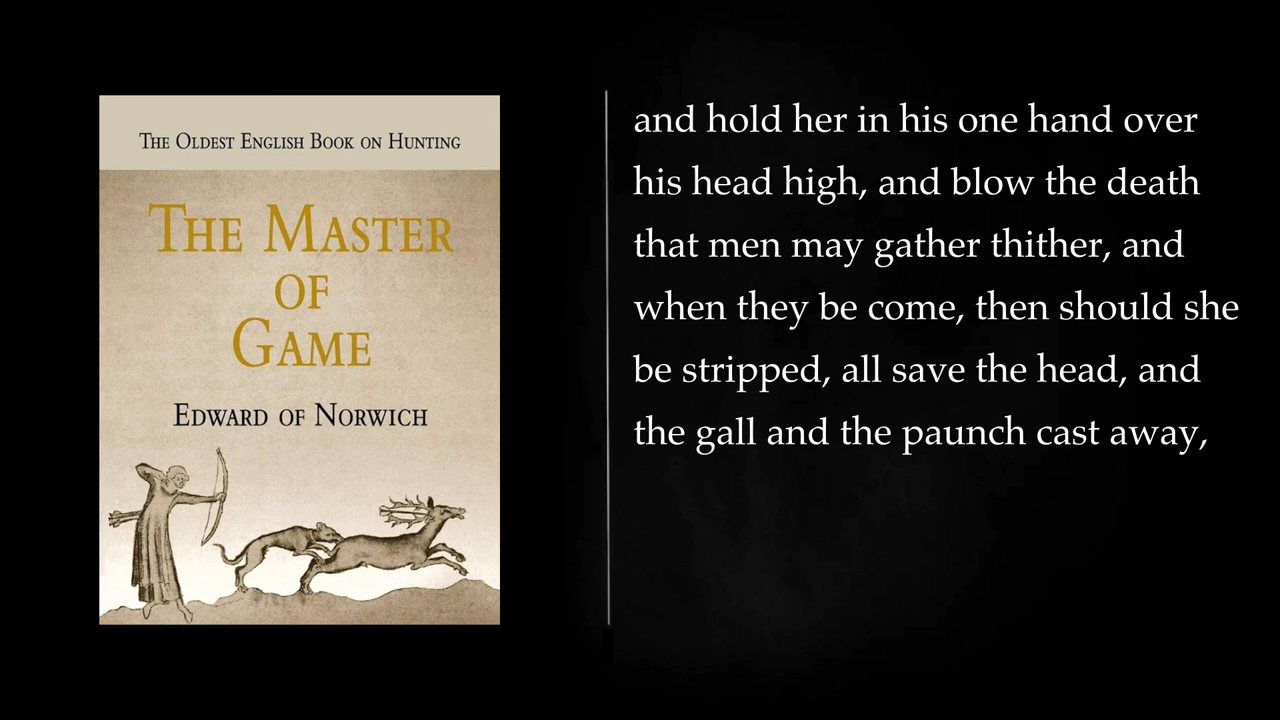 The Oldest English Book on Hunting
The Master
of
Game
Edward of Norwich
and hold her in his one hand over
his head high, and blow the death
that men may gather thither, and
when they be come, then should she
be stripped, all save the head, and
the gall and the paunch cast away,